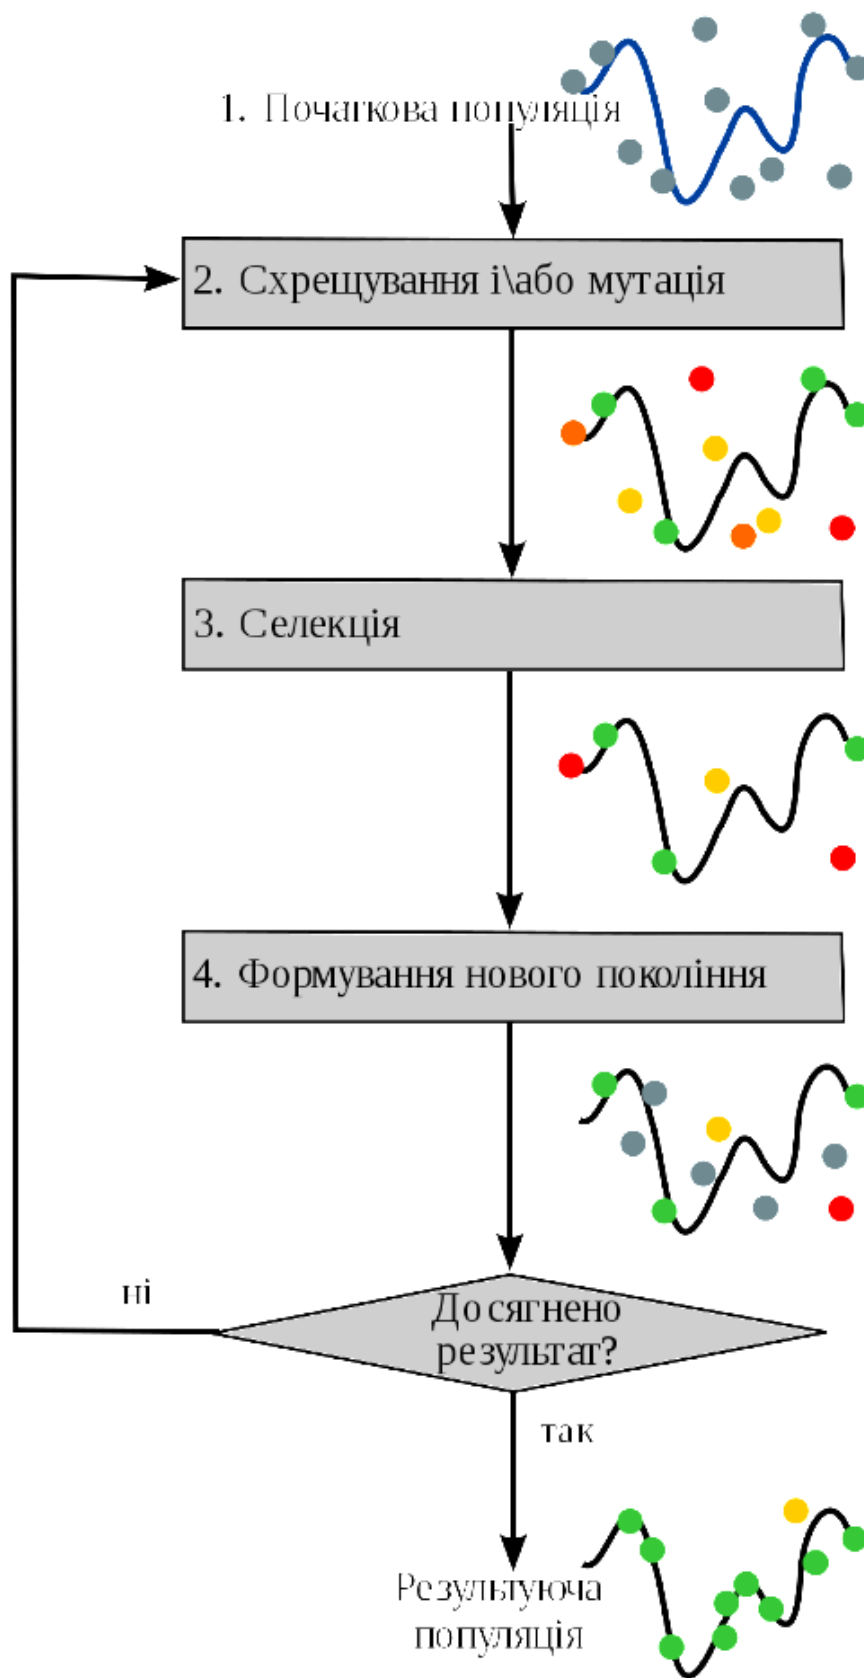 1. Початкова популяція
2. Схрещування і\або мутація
3. Селекція
4. Формування нового покоління
ні
Досягнено
результат?
так
Результуюча
популяція